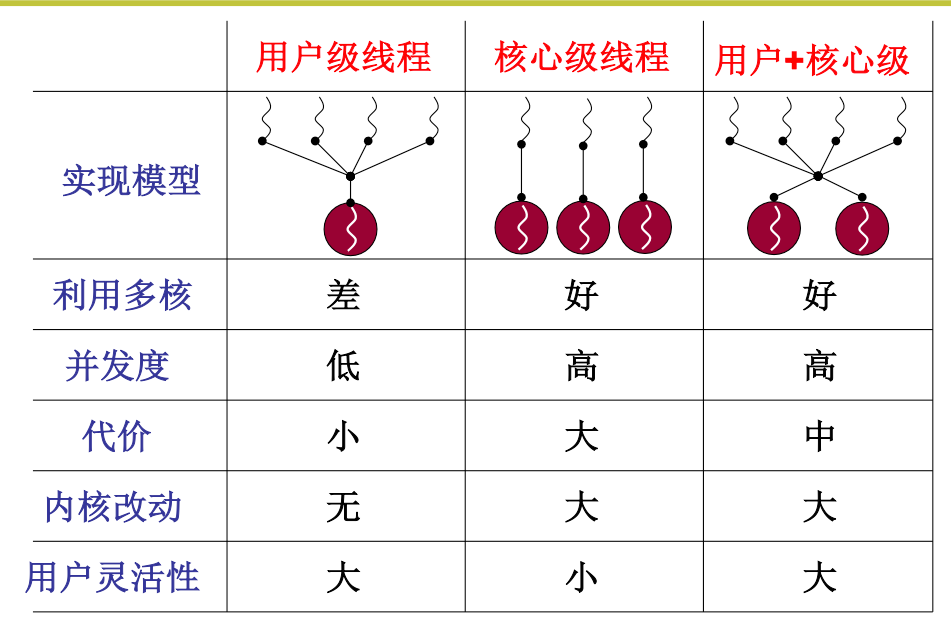 用户级线程 核心级线程 用户+核心级
实现模型
利用多核 差 好 好
并发度 低 高 高
代价 小 大 中
内核改动 无 大 大
用户灵活性 大 小 大